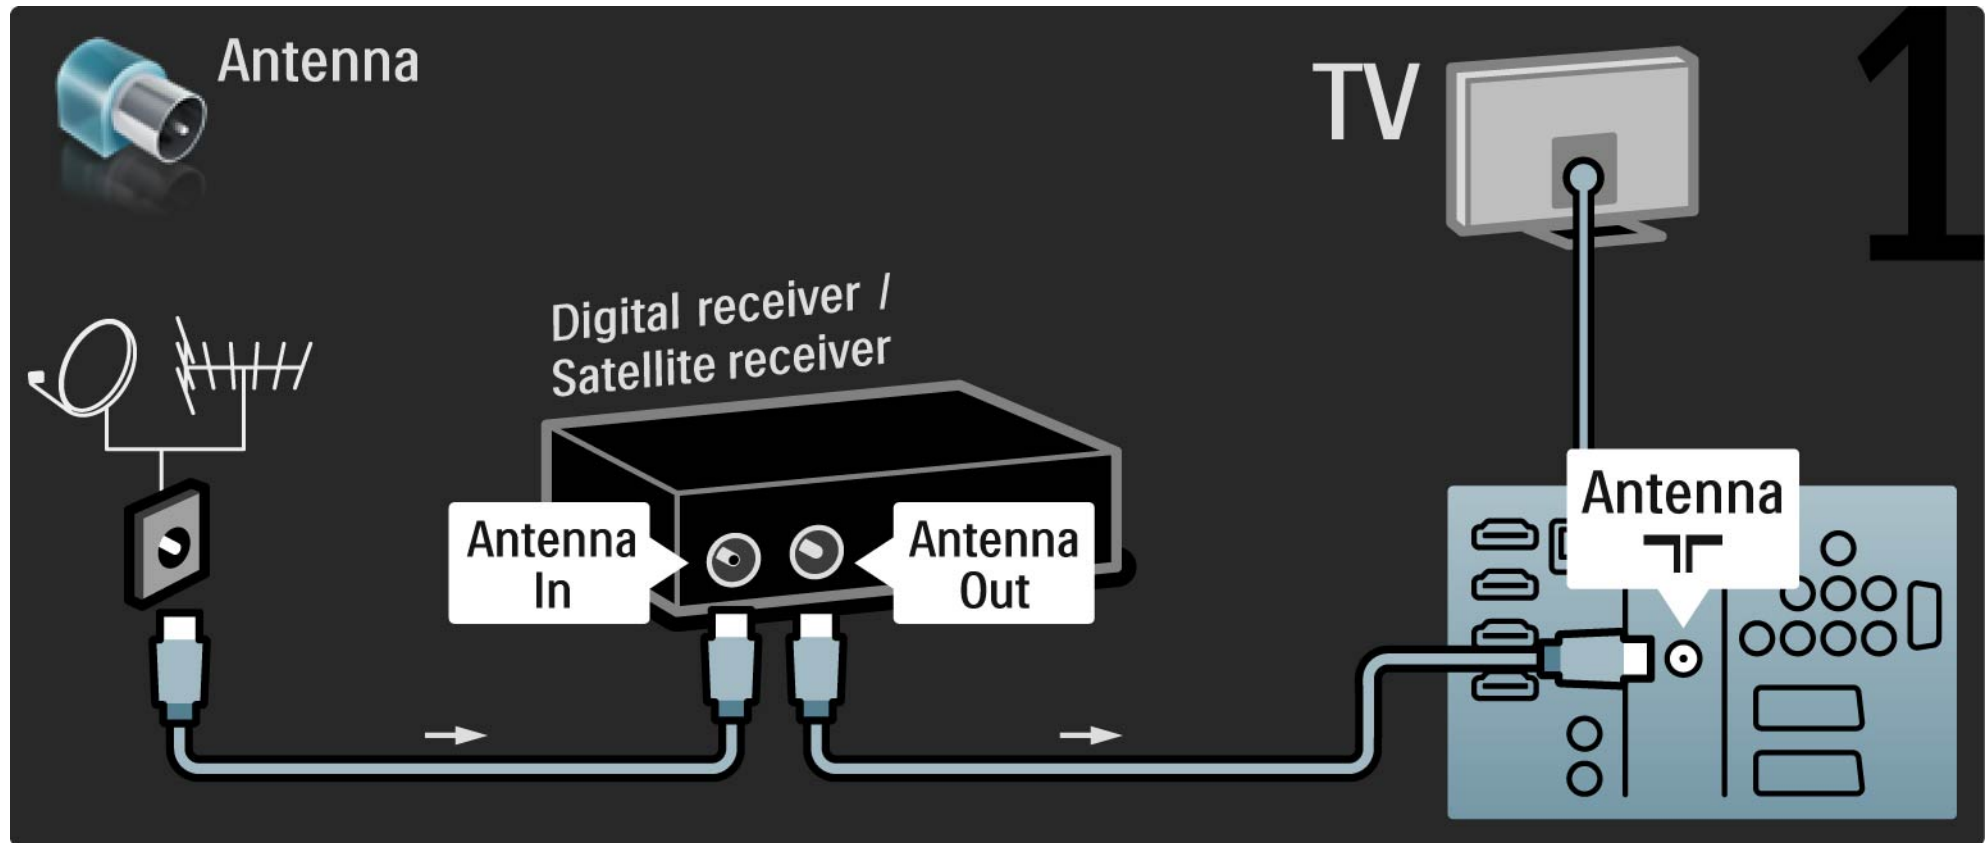 Antenna
TV
1
Digital receiver /
Satellite receiver
Antenna
In
Antenna
Out
Antenna